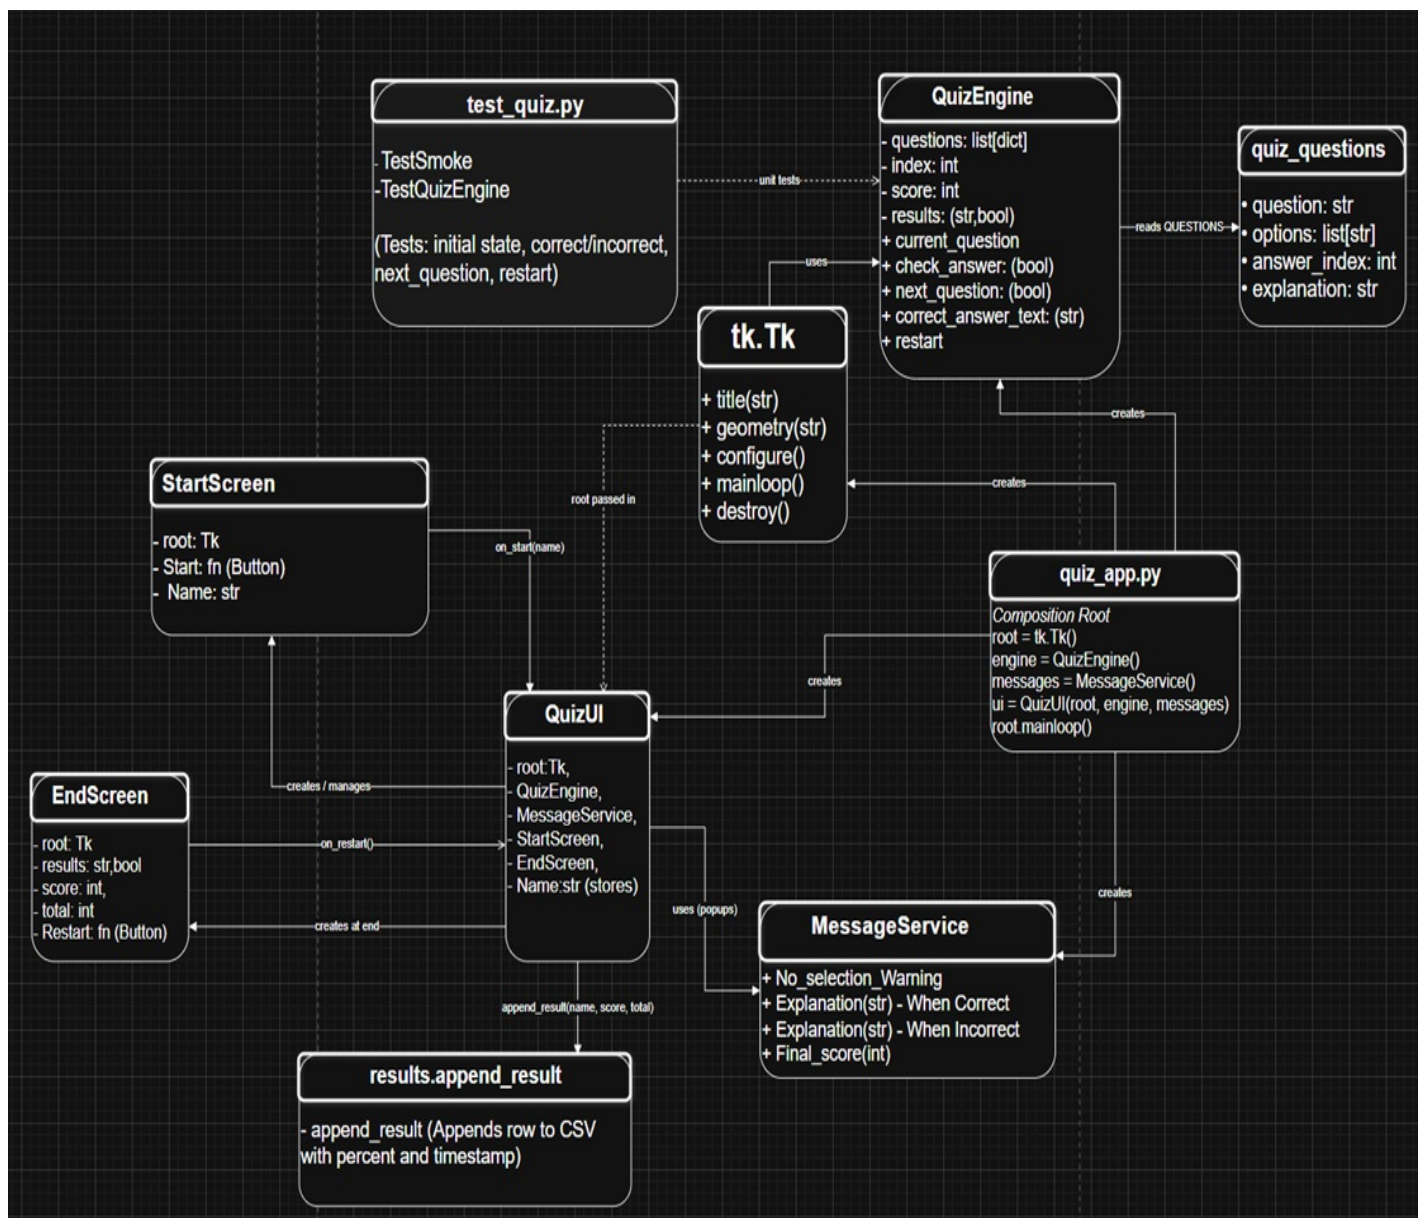 test_quiz.py
- TestSmoke
-TestQuizEngine
(Tests: initial state, correct/incorrect,
next_question, restart)
unit tests
QuizEngine
- questions: list[dict]
- index: int
- score: int
- results: (str,bool)
+ current_question
+ check_answer: (bool)
+ next_question: (bool)
+ correct_answer_text: (str)
+ restart
reads QUESTIONS
quiz_questions
• question: str
• options: list[str]
• answer_index: int
• explanation: str
uses
tk.Tk
+ title(str)
+ geometry(str)
+ configure()
+ mainloop()
+ destroy()
creates
creates
root passed in
StartScreen
- root: Tk
- Start: fn (Button)
- Name: str
on_start(name)
quiz_app.py
Composition Root
root = tk.Tk()
engine = QuizEngine()
messages = MessageService()
ui = QuizUI(root, engine, messages)
root.mainloop()
creates
QuizUI
- root:Tk,
- QuizEngine,
- MessageService,
- StartScreen,
- EndScreen,
- Name:str (stores)
creates / manages
EndScreen
- root: Tk
- results: str,bool
- score: int,
- total: int
- Restart: fn (Button)
on_restart()
creates at end
uses (popups)
creates
MessageService
+ No_selection_Warning
+ Explanation(str) - When Correct
+ Explanation(str) - When Incorrect
+ Final_score(int)
append_result(name, score, total)
results.append_result
- append_result (Appends row to CSV
with percent and timestamp)